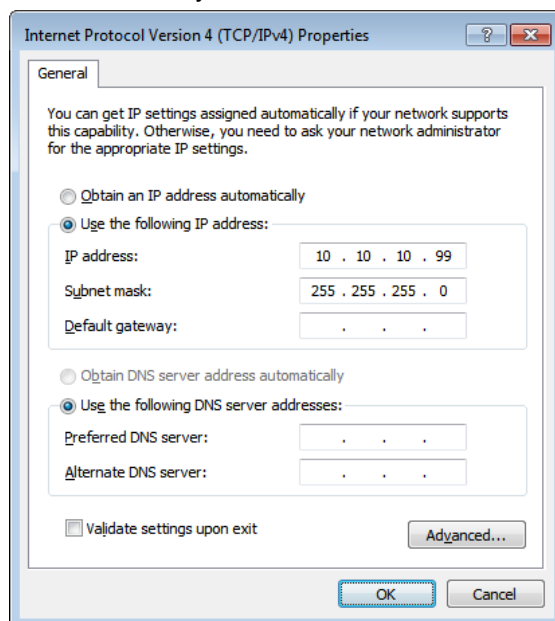 Internet Protocol Version 4 (TCP/IPv4) Properties
General
You can get IP settings assigned automatically if your network supports
this capability. Otherwise, you need to ask your network administrator
for the appropriate IP settings.
Obtain an IP address automatically
Use the following IP address:
IP address: 10 . 10 . 10 . 99
Subnet mask: 255 . 255 . 255 . 0
Default gateway: . . .
Obtain DNS server address automatically
Use the following DNS server addresses:
Preferred DNS server: . . .
Alternate DNS server: . . .
Validate settings upon exit
Advanced...
OK Cancel